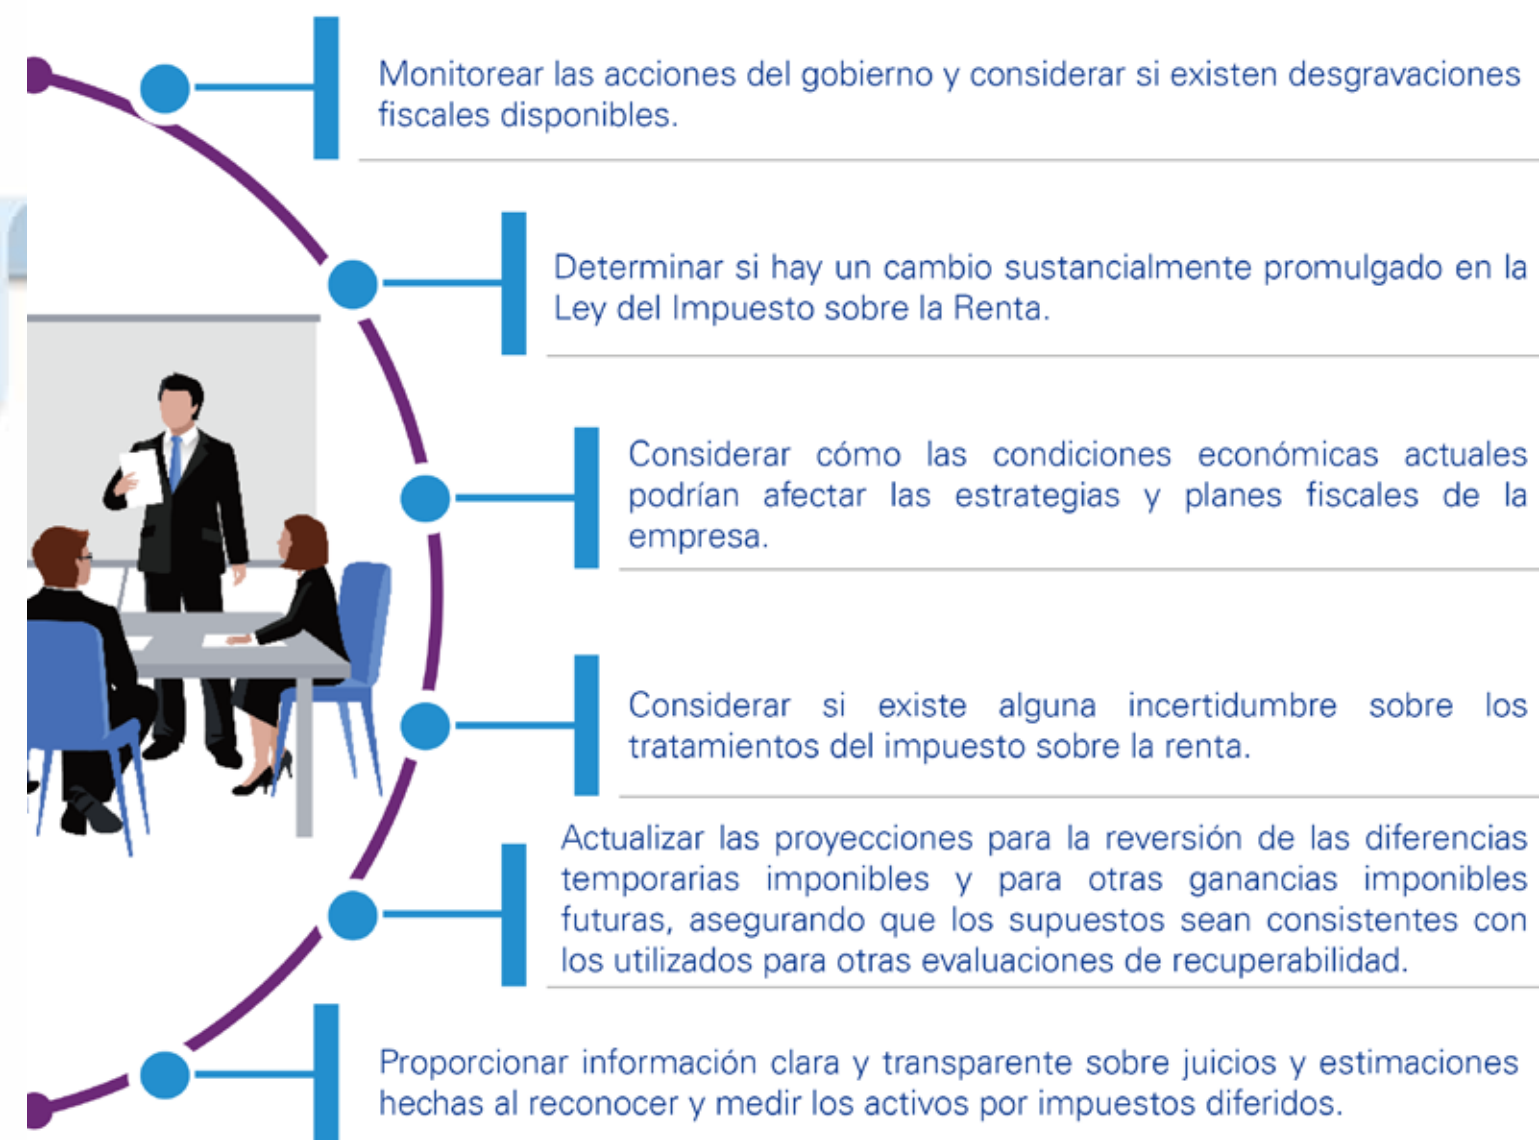 Monitorear las acciones del gobierno y considerar si existen desgravaciones
fiscales disponibles.
Determinar si hay un cambio sustancialmente promulgado en la
Ley del Impuesto sobre la Renta.
Considerar cómo las condiciones económicas actuales
podrían afectar las estrategias y planes fiscales de la
empresa.
Considerar si existe alguna incertidumbre sobre los
tratamientos del impuesto sobre la renta.
Actualizar las proyecciones para la reversión de las diferencias
temporarias imponibles y para otras ganancias imponibles
futuras, asegurando que los supuestos sean consistentes con
los utilizados para otras evaluaciones de recuperabilidad.
Proporcionar información clara y transparente sobre juicios y estimaciones
hechas al reconocer y medir los activos por impuestos diferidos.